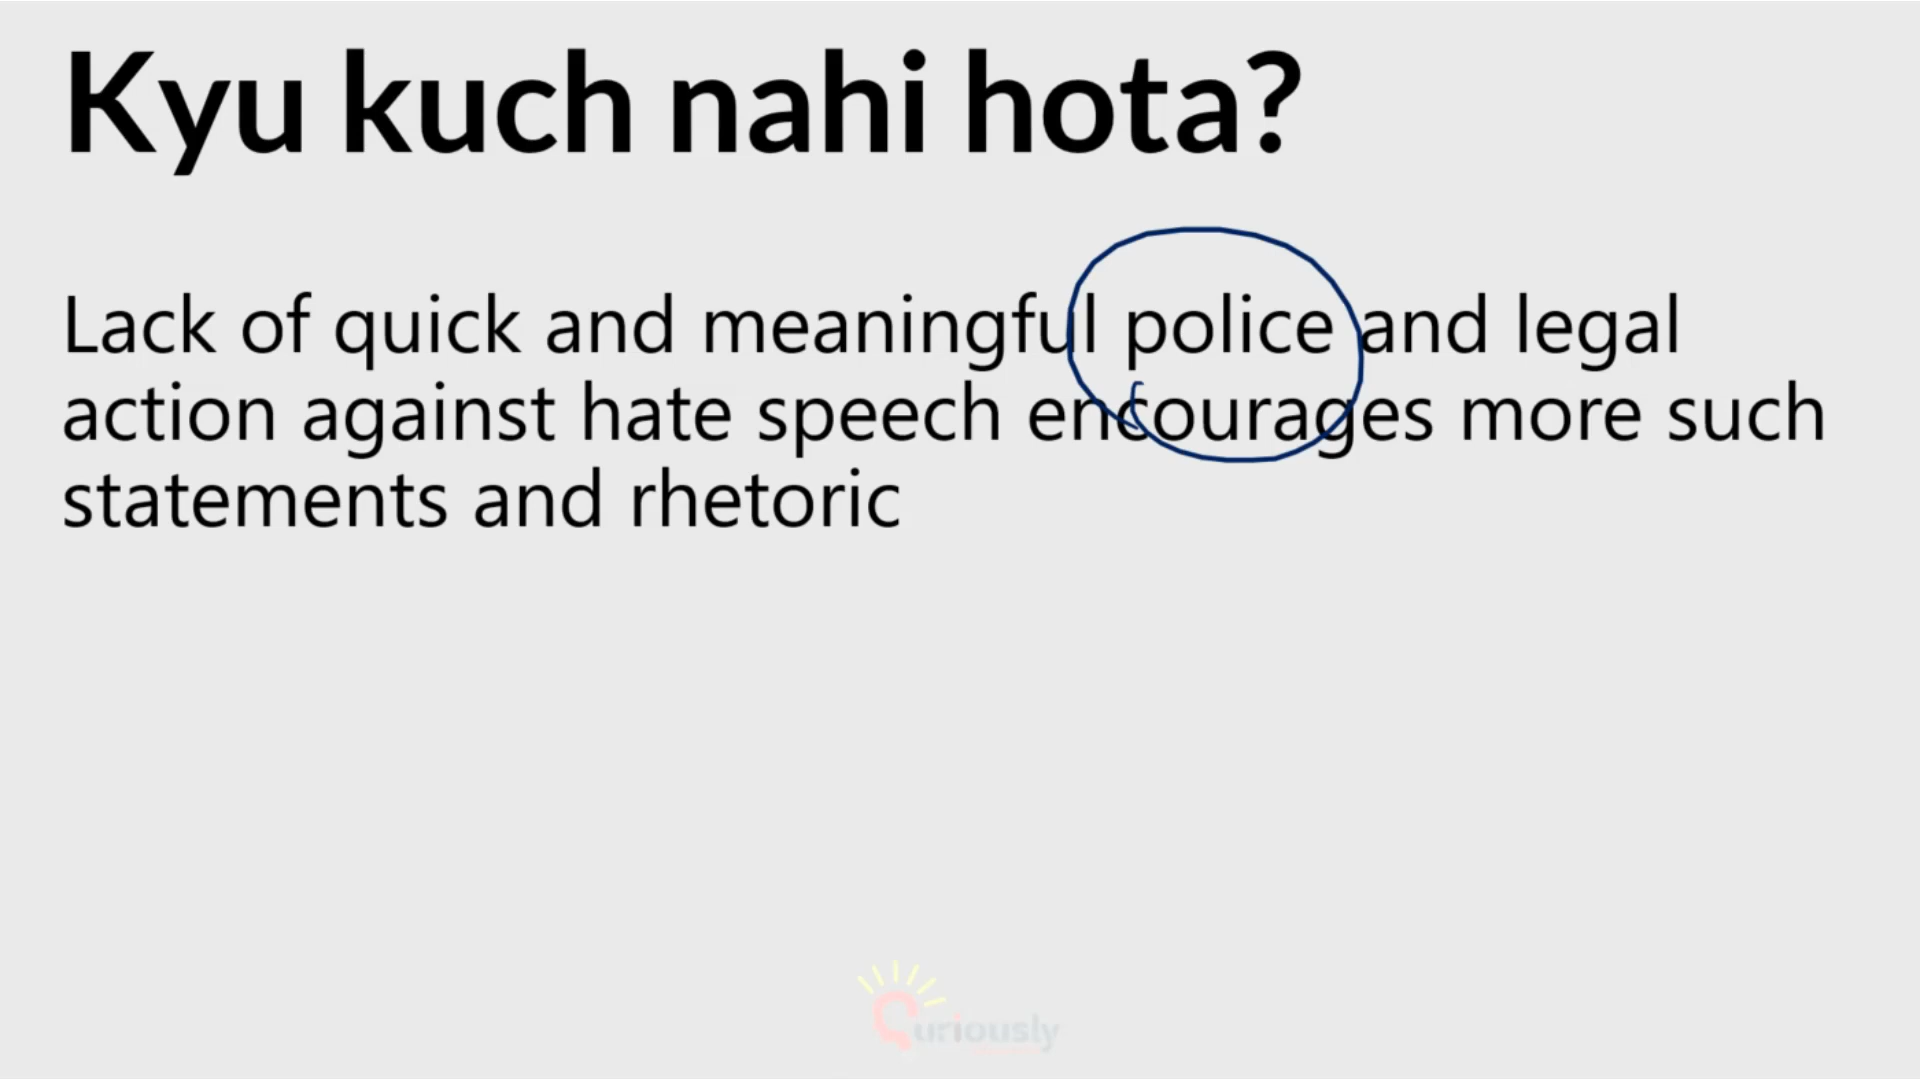 Kyu kuch nahi hota?
Lack of quick and meaningful police and legal
action against hate speech encourages more such
statements and rhetoric
Curiously